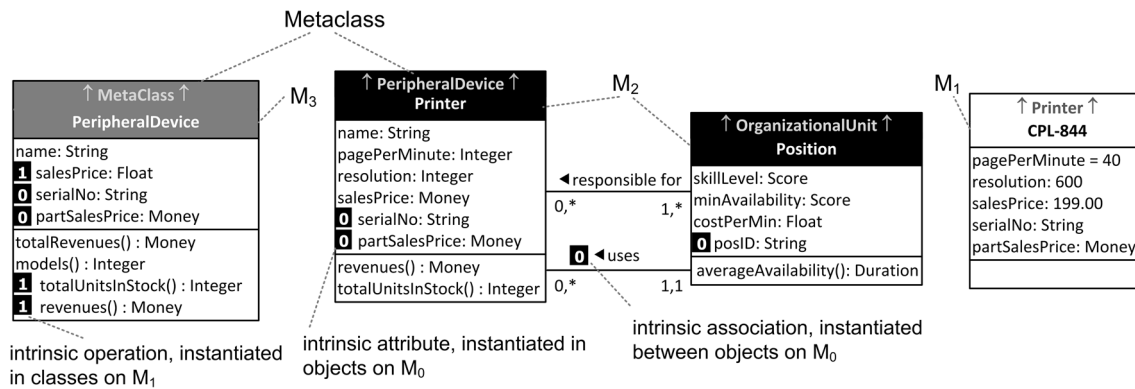 Metaclass
↑ MetaClass ↑
PeripheralDevice
name: String
1 salesPrice: Float
0 serialNo: String
0 partSalesPrice: Money
totalRevenues() : Money
models() : Integer
1 totalUnitsInStock() : Integer
1 revenues() : Money
M3
intrinsic operation, instantiated
in classes on M1
↑ PeripheralDevice ↑
Printer
name: String
pagePerMinute: Integer
resolution: Integer
salesPrice: Money
0 serialNo: String
0 partSalesPrice: Money
revenues() : Money
totalUnitsInStock() : Integer
intrinsic attribute, instantiated in
objects on M0
M2
◄ responsible for
0,* 1,*
0 ◄ uses
0,* 1,1
intrinsic association, instantiated
between objects on M0
↑ OrganizationalUnit ↑
Position
skillLevel: Score
minAvailability: Score
costPerMin: Float
0 posID: String
averageAvailability(): Duration
M1
↑ Printer ↑
CPL-844
pagePerMinute = 40
resolution: 600
salesPrice: 199.00
serialNo: String
partSalesPrice: Money